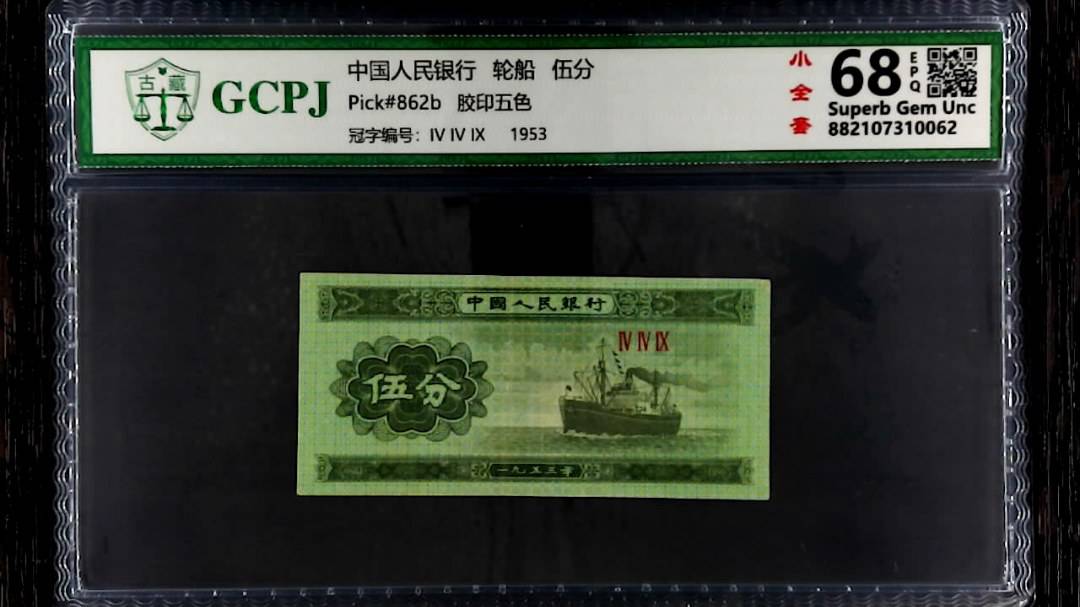 古藏
GCPJ
中国人民银行 轮船 伍分
Pick#862b 胶印五色
冠字编号: IV IV IX 1953
小全套
68
EPQ
Superb Gem Unc
882107310062
中國人民銀行
IV IV IX
伍分
一九五三年